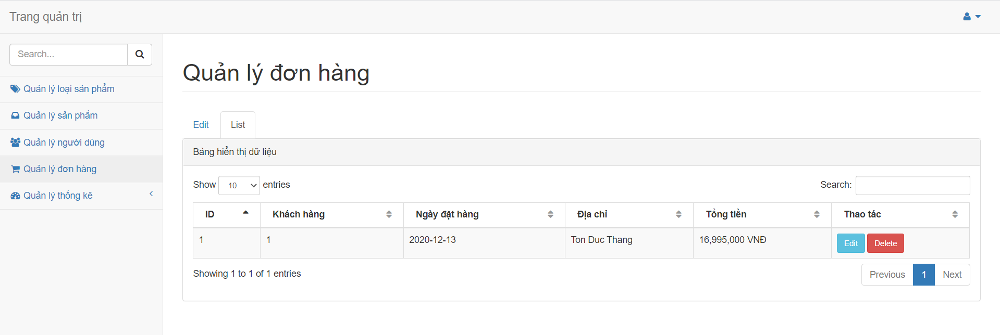 Trang quản trị
Search...
Quản lý loại sản phẩm
Quản lý sản phẩm
Quản lý người dùng
Quản lý đơn hàng
Quản lý thống kê
Quản lý đơn hàng
Edit List
Bảng hiển thị dữ liệu
Show 10 entries Search:
ID Khách hàng Ngày đặt hàng Địa chỉ Tổng tiền Thao tác
1 1 2020-12-13 Ton Duc Thang 16,995,000 VNĐ Edit Delete
Showing 1 to 1 of 1 entries Previous 1 Next